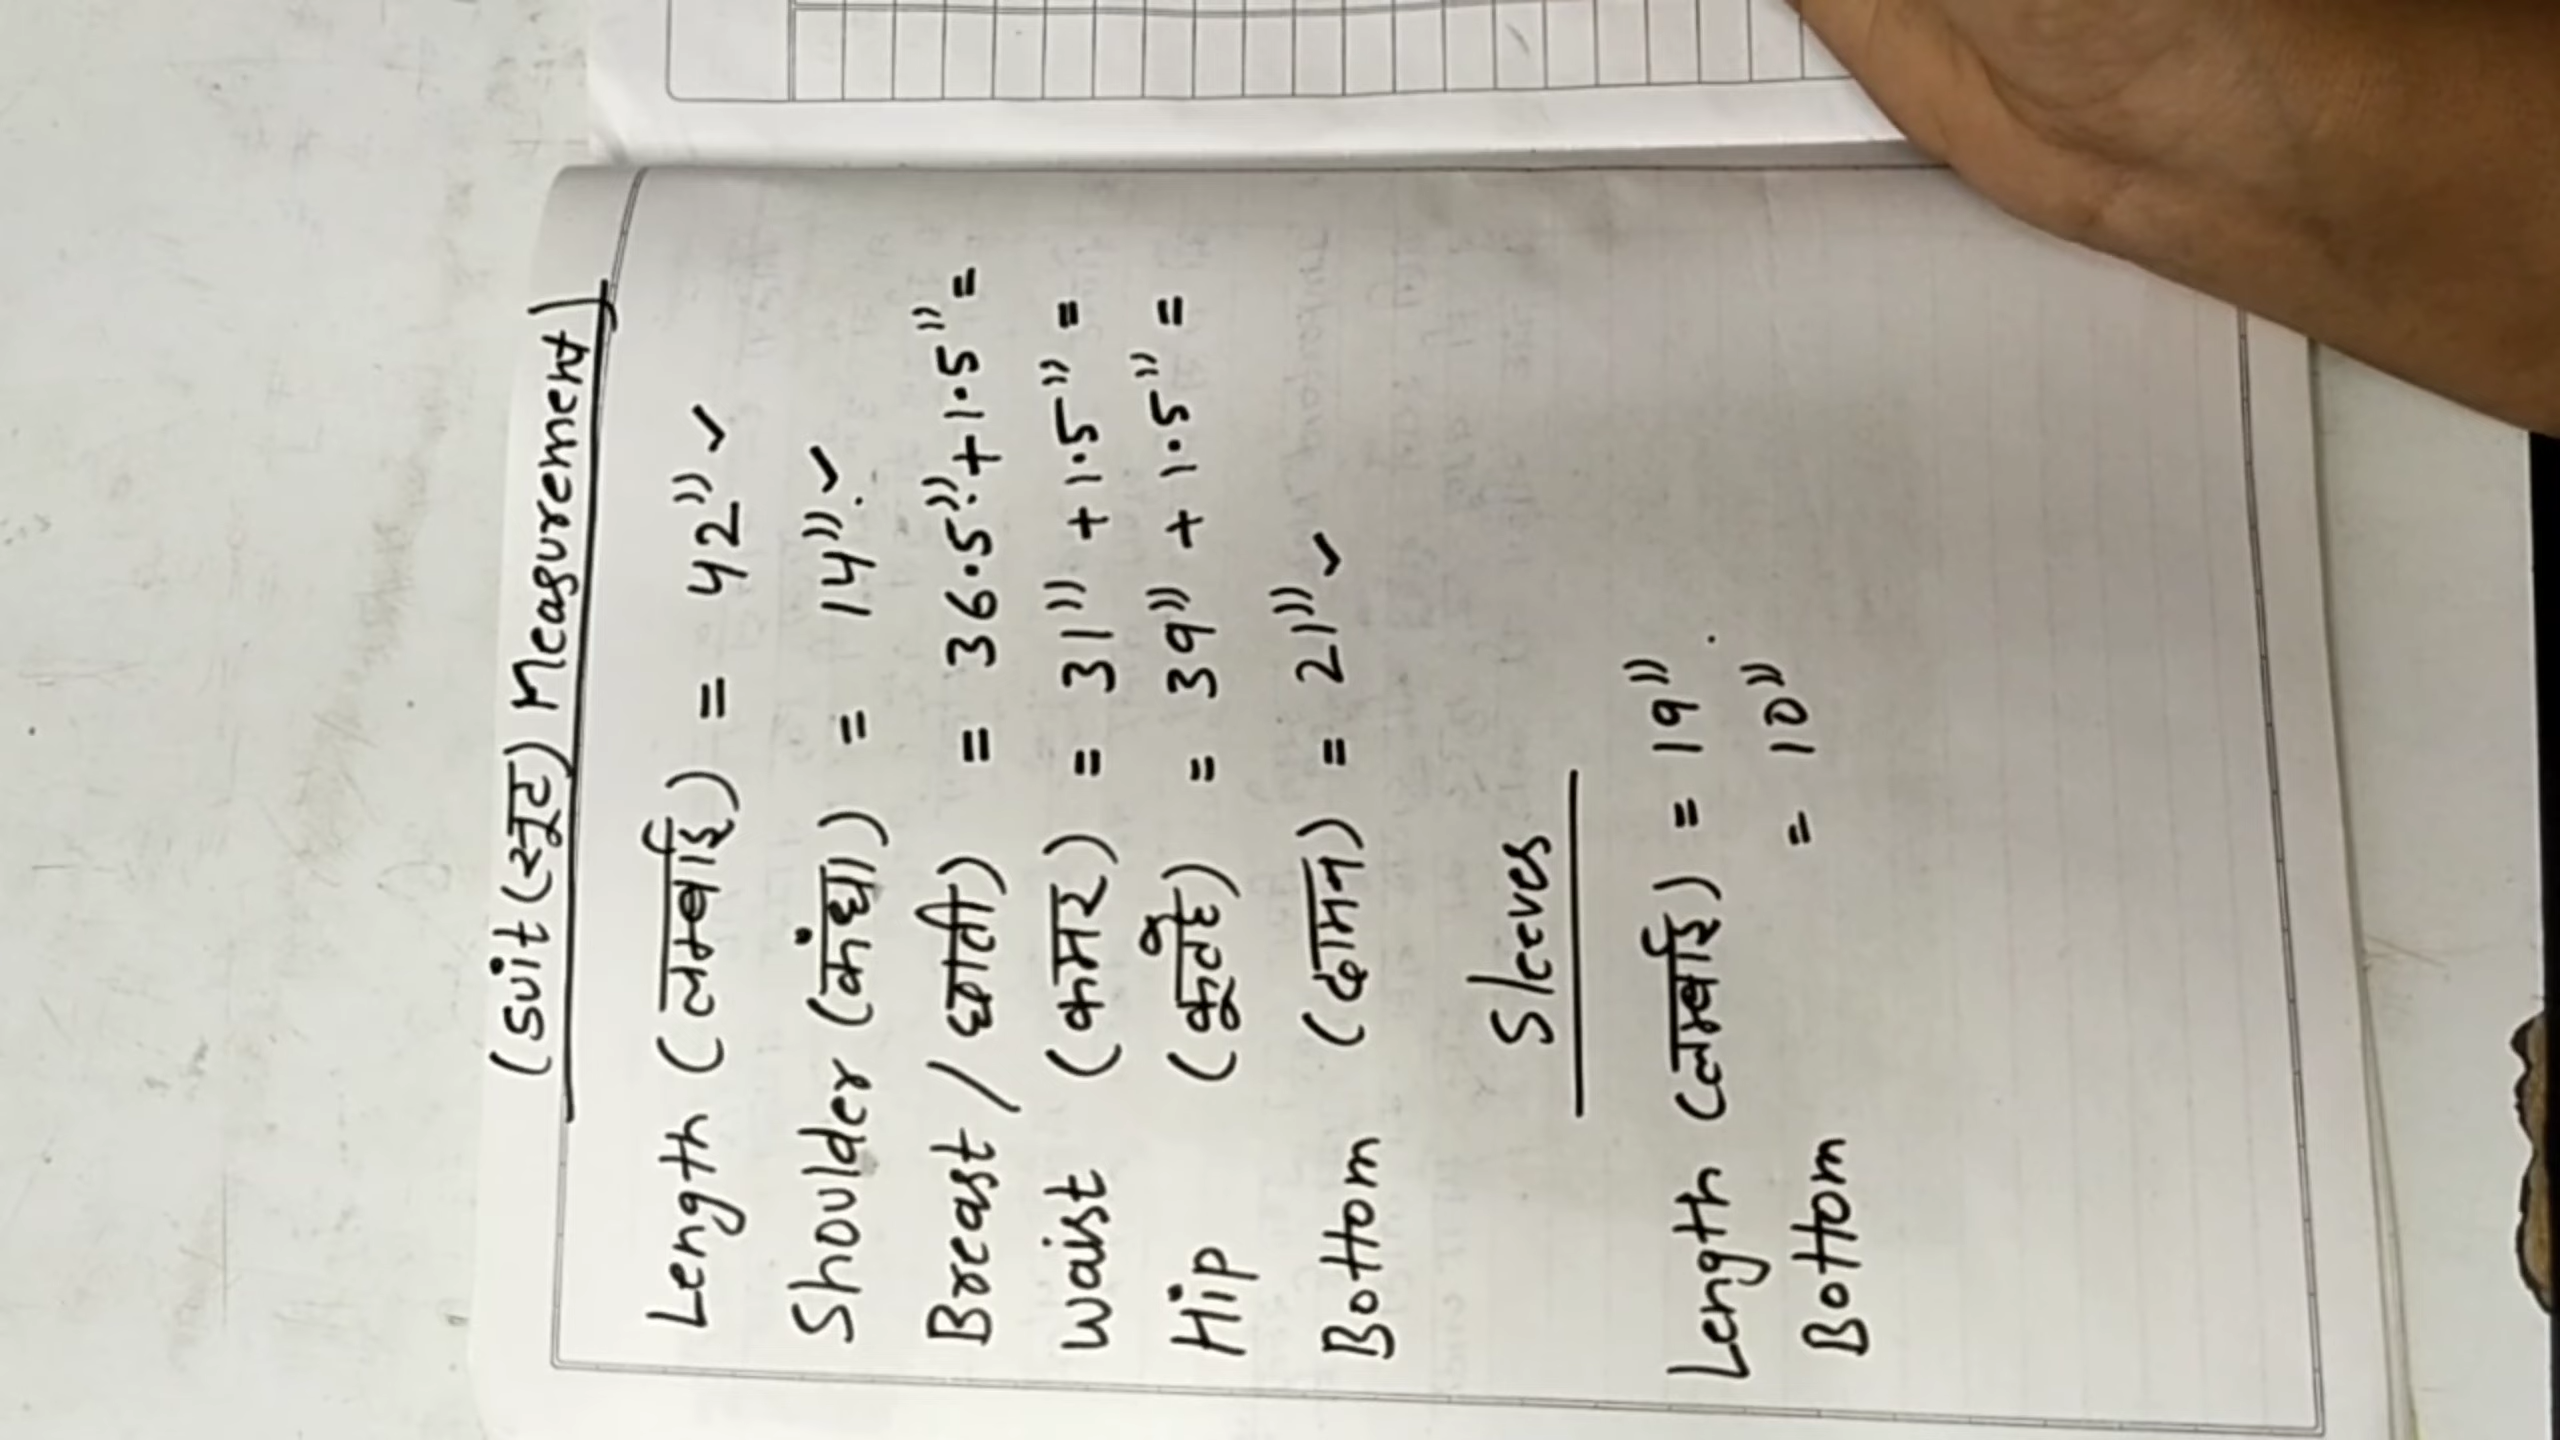 (Suit (सूट) Measurement)
Length (लम्बाई) = 42" ✓
Shoulder (कंधा) = 14" ✓
Breast / छाती) = 36.5" + 1.5" =
Waist (कमर) = 31" + 1.5" =
Hip (कूल्हे) = 39" + 1.5" =
Bottom (दामन) = 21" ✓
Sleeves
Length (लम्बाई) = 19"
Bottom = 10"